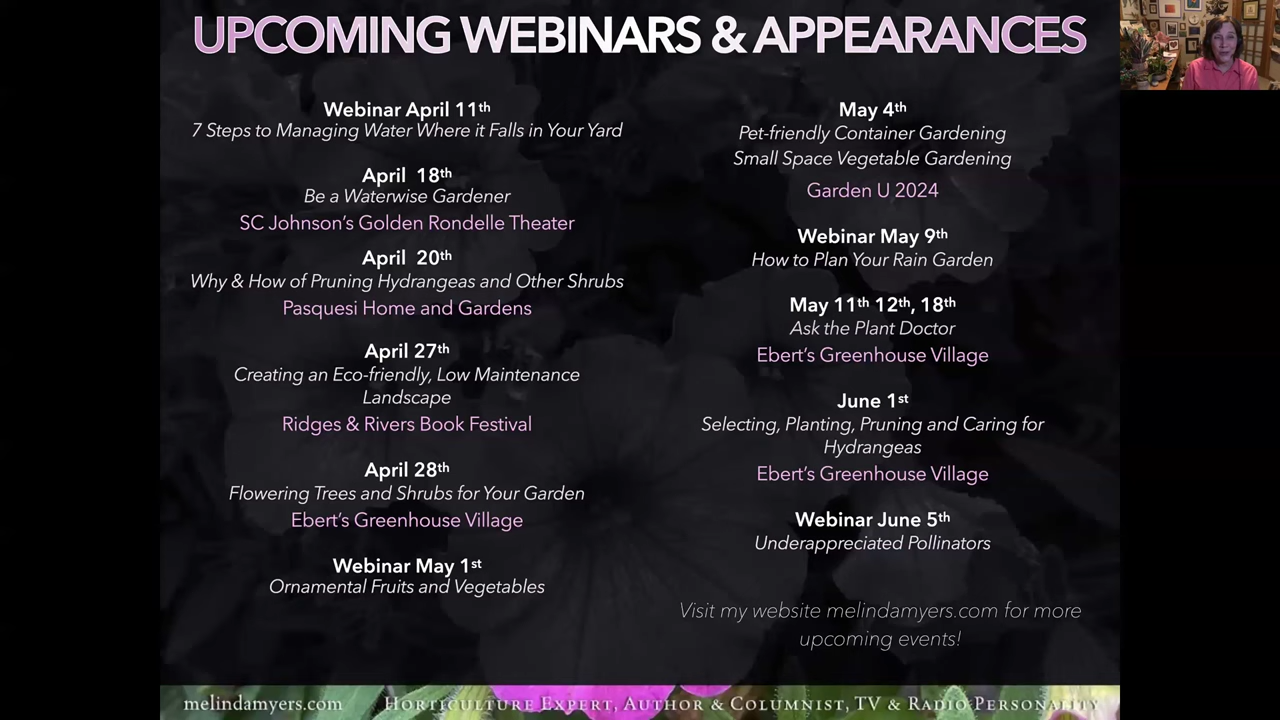 UPCOMING WEBINARS & APPEARANCES
Webinar April 11th
7 Steps to Managing Water Where it Falls in Your Yard
April 18th
Be a Waterwise Gardener
SC Johnson's Golden Rondelle Theater
April 20th
Why & How of Pruning Hydrangeas and Other Shrubs
Pasquesi Home and Gardens
April 27th
Creating an Eco-friendly, Low Maintenance
Landscape
Ridges & Rivers Book Festival
April 28th
Flowering Trees and Shrubs for Your Garden
Ebert's Greenhouse Village
Webinar May 1st
Ornamental Fruits and Vegetables
May 4th
Pet-friendly Container Gardening
Small Space Vegetable Gardening
Garden U 2024
Webinar May 9th
How to Plan Your Rain Garden
May 11th 12th, 18th
Ask the Plant Doctor
Ebert's Greenhouse Village
June 1st
Selecting, Planting, Pruning and Caring for
Hydrangeas
Ebert's Greenhouse Village
Webinar June 5th
Underappreciated Pollinators
Visit my website melindamyers.com for more
upcoming events!
melindamyers.com HORTICULTURE EXPERT, AUTHOR & COLUMNIST, TV & RADIO PERSONALITY